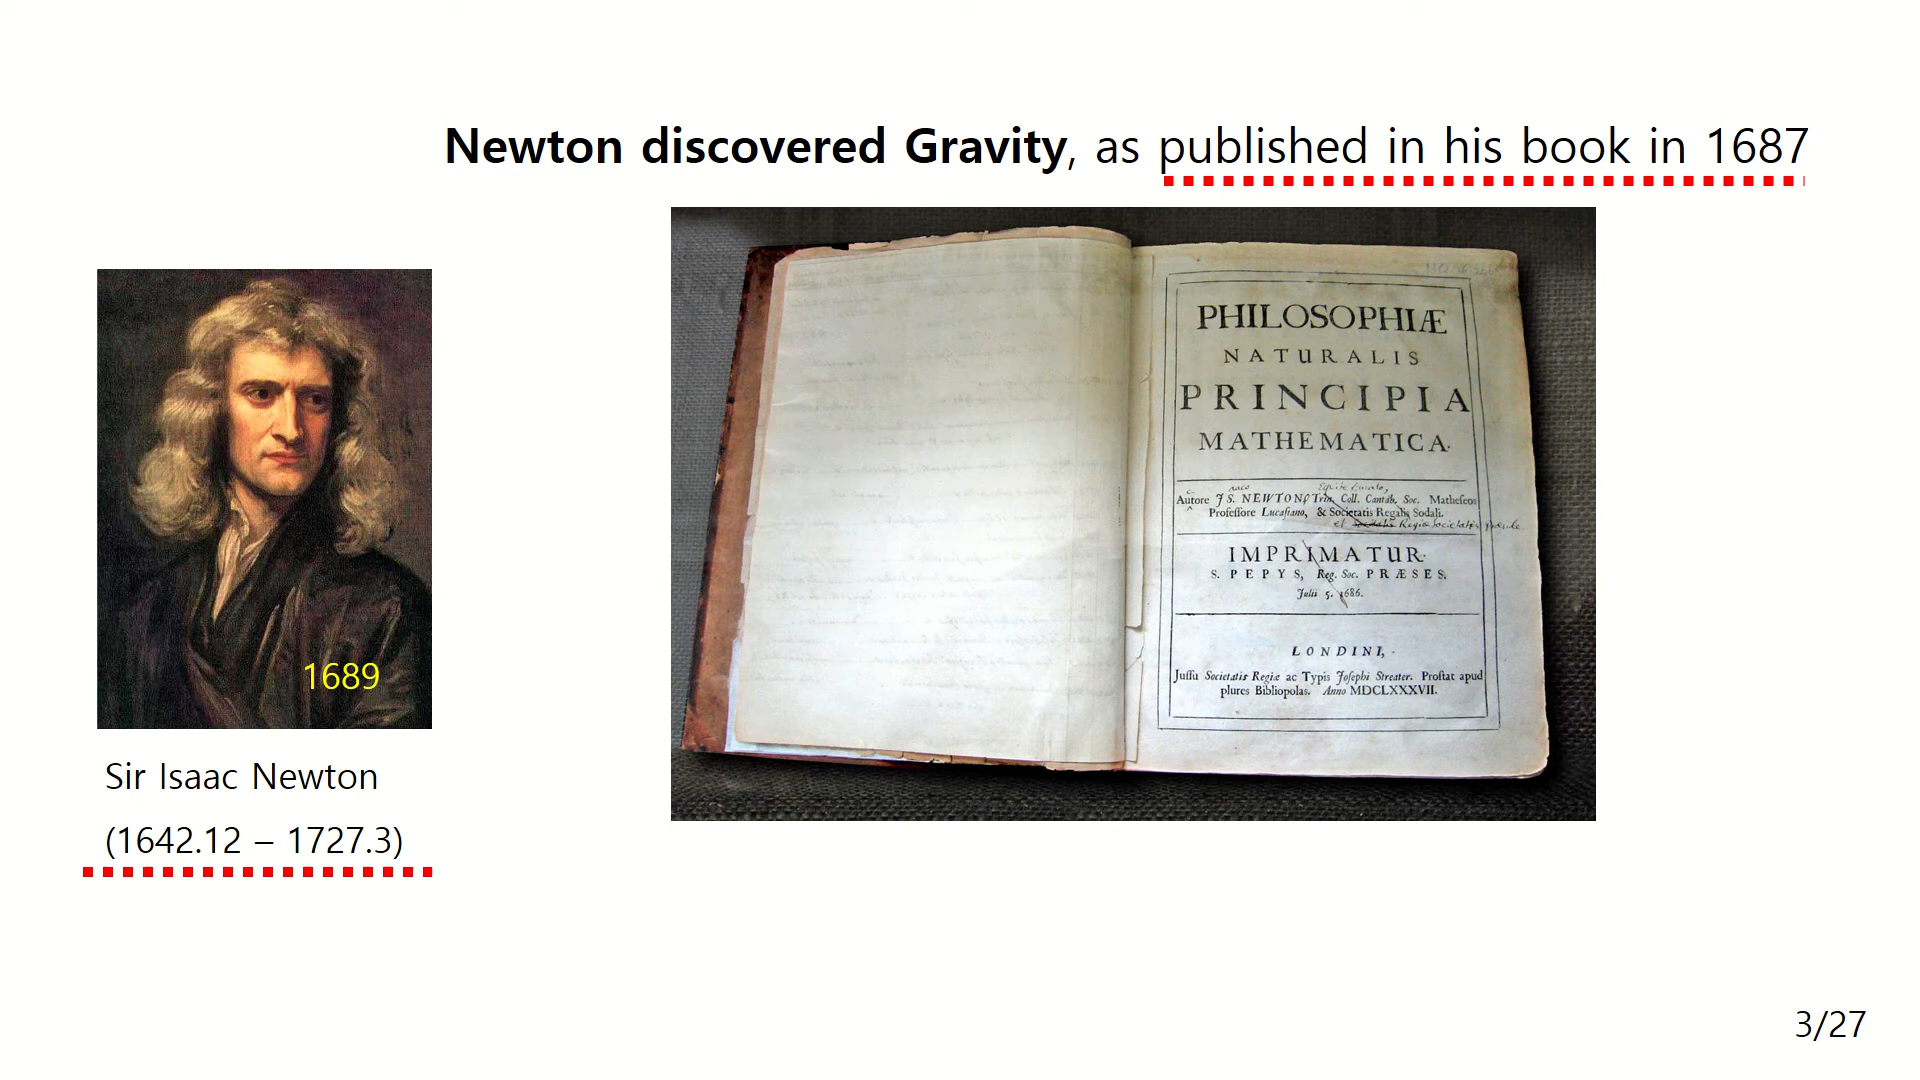 Newton discovered Gravity, as published in his book in 1687
1689
Sir Isaac Newton
(1642.12 – 1727.3)
PHILOSOPHIÆ
NATURALIS
PRINCIPIA
MATHEMATICA.
Autore J S. NEWTON, Trin. Coll. Cantab. Soc. Matheſeos
Profeſſore Lucaſiano, & Societatis Regalis Sodali.
IMPRIMATUR.
S. PEPYS, Reg. Soc. PRÆSES.
Julii 5. 1686.
LONDINI,
Juſſu Societatis Regiæ ac Typis Joſephi Streater. Proſtat apud
plures Bibliopolas. Anno MDCLXXXVII.
3/27